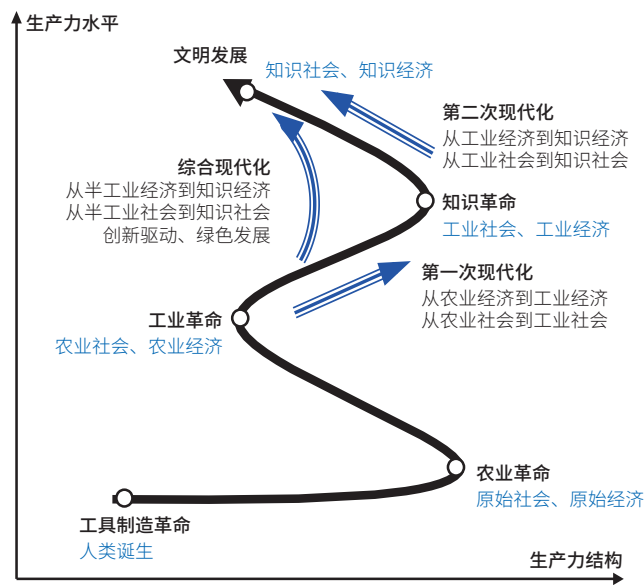 生产力水平
文明发展
知识社会、知识经济
第二次现代化
从工业经济到知识经济
从工业社会到知识社会
综合现代化
从半工业经济到知识经济
从半工业社会到知识社会
创新驱动、绿色发展
知识革命
工业社会、工业经济
第一次现代化
从农业经济到工业经济
从农业社会到工业社会
工业革命
农业社会、农业经济
农业革命
原始社会、原始经济
工具制造革命
人类诞生
生产力结构